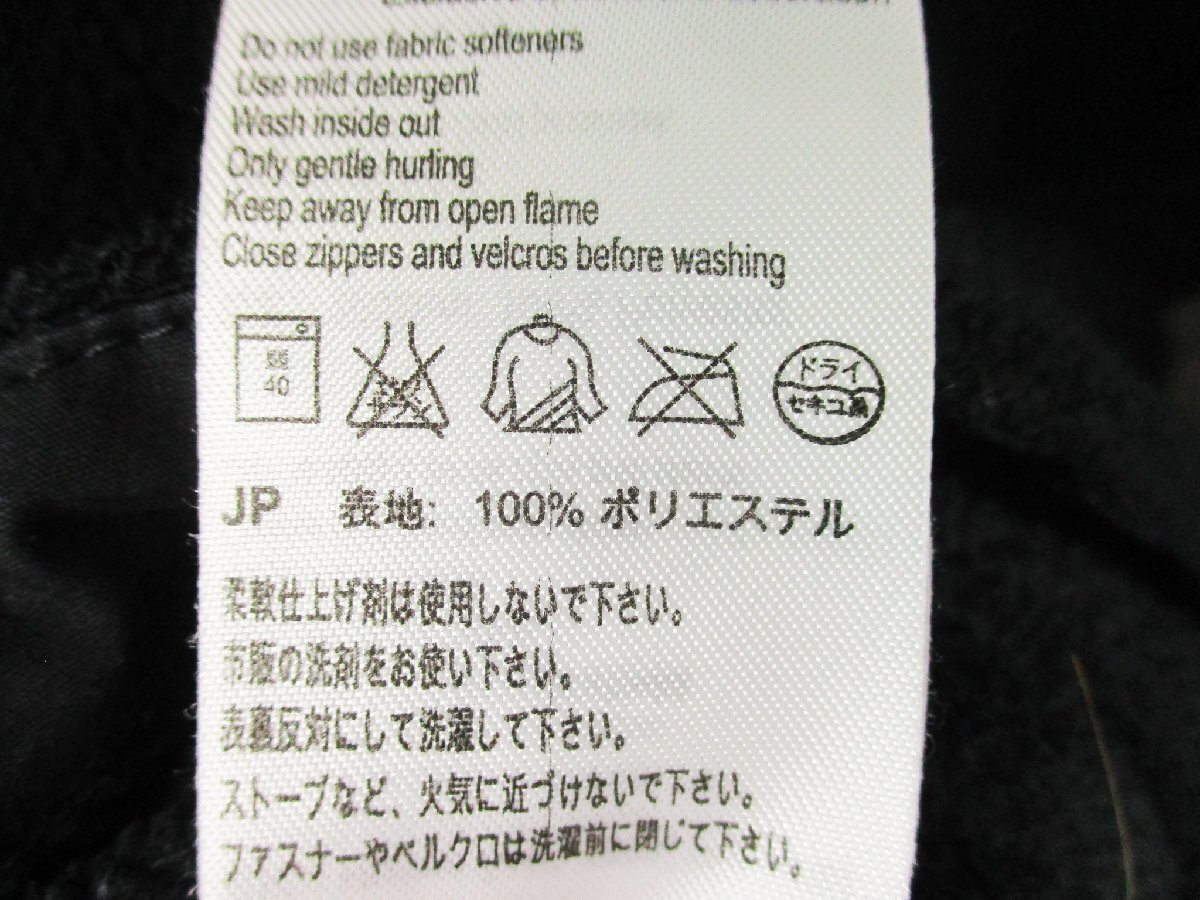 Do not use fabric softeners
Use mild detergent
Wash inside out
Only gentle hurling
Keep away from open flame
Close zippers and velcros before washing
40
ドライ
セキユ系
JP 表地: 100% ポリエステル
柔軟仕上げ剤は使用しないで下さい。
市販の洗剤をお使い下さい。
表裏反対にして洗濯して下さい。
ストーブなど、火気に近づけないで下さい。
ファスナーやベルクロは洗濯前に閉じて下さい。